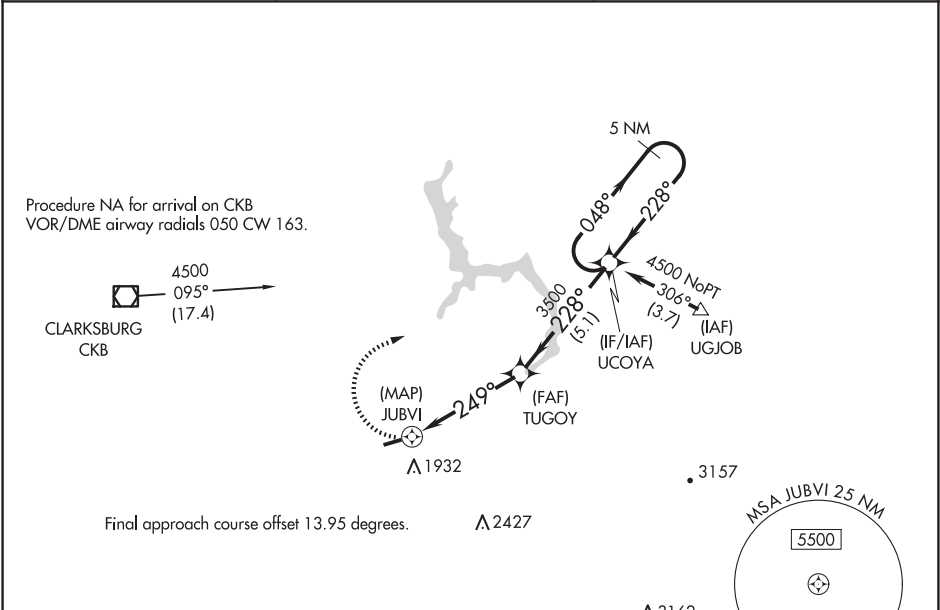 5 NM
048°
228°
Procedure NA for arrival on CKB
VOR/DME airway radials 050 CW 163.
4500
095°
(17.4)
CLARKSBURG
CKB
4500 NoPT
306°
(3.7)
(IAF)
UGJOB
3500
228°
(5.1)
(IF/IAF)
UCOYA
(MAP)
JUBVI
249°
(FAF)
TUGOY
1932
3157
Final approach course offset 13.95 degrees.
2427
MSA JUBVI 25 NM
5500